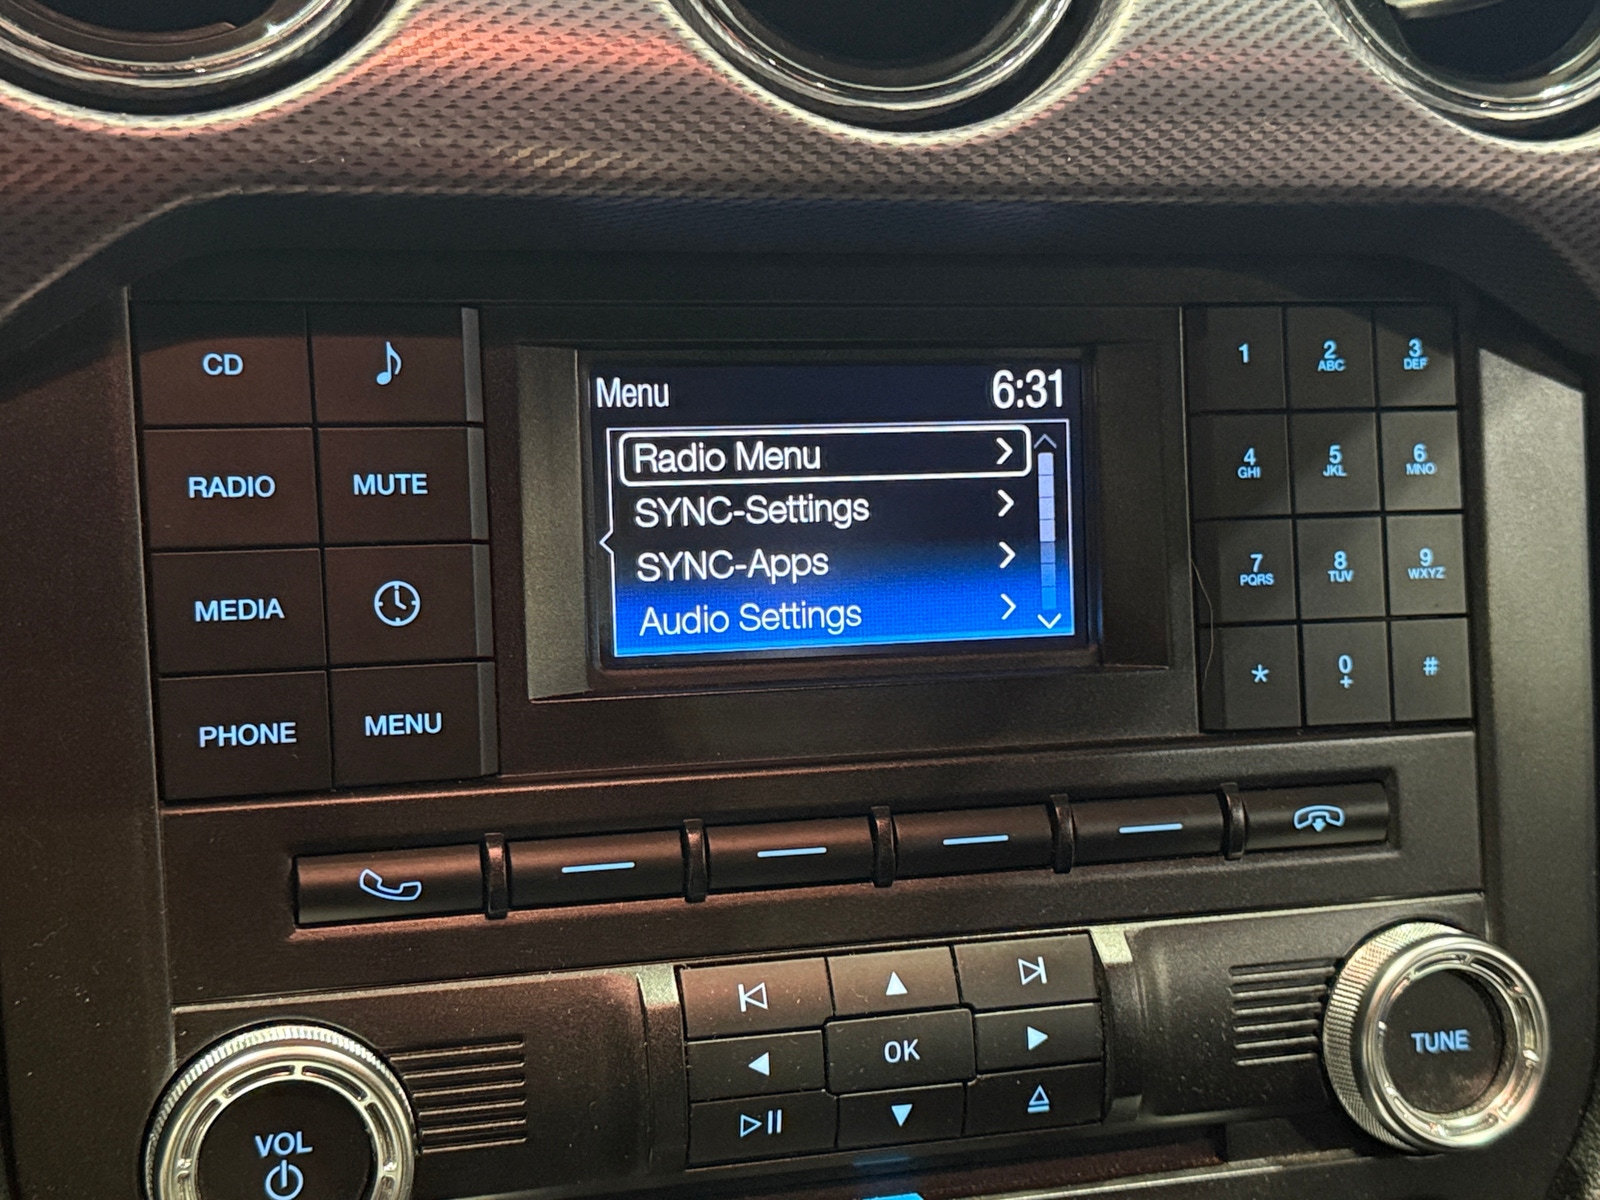 Menu 6:31
Radio Menu
SYNC-Settings
SYNC-Apps
Audio Settings
CD
RADIO MUTE
MEDIA
PHONE MENU
1 2 3
ABC DEF
4 5 6
GHI JKL MNO
7 8 9
PQRS TUV WXYZ
* 0 #
+
OK
VOL
TUNE